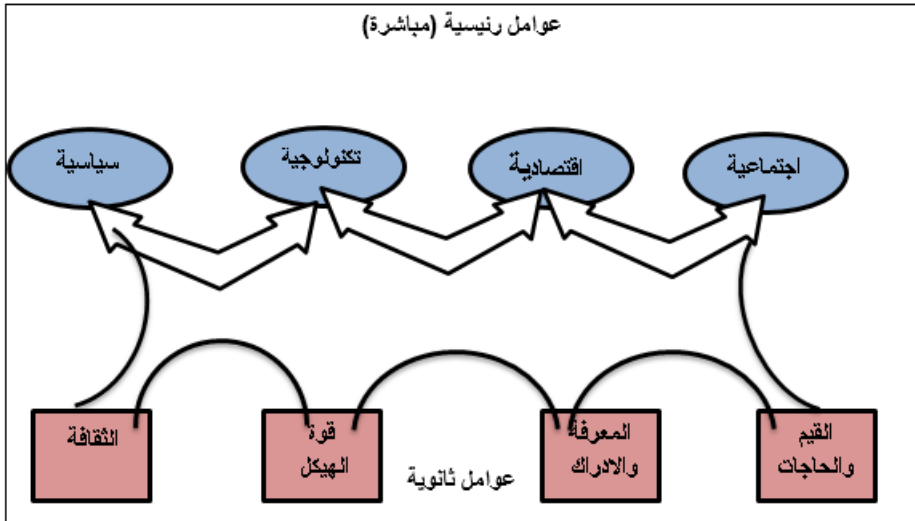 عوامل رئيسية (مباشرة)
اجتماعية
اقتصادية
تكنولوجية
سياسية
القيم
والحاجات
المعرفة
والادراك
قوة
الهيكل
الثقافة
عوامل ثانوية